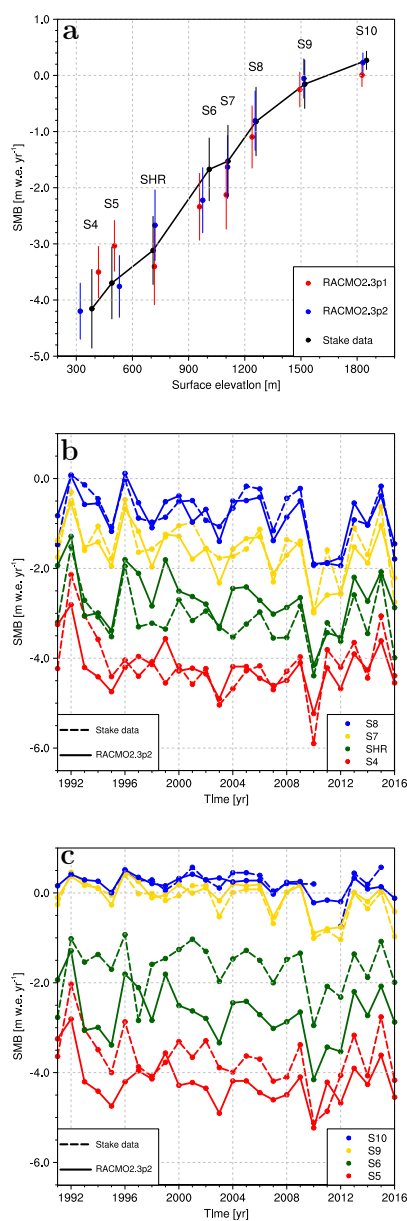 a
S10
S9
S8
S7
S6
SHR
S5
S4
1.0
0.0
-1.0
-2.0
-3.0
-4.0
-5.0
SMB [m w.e. yr⁻¹]
RACMO2.3p1
RACMO2.3p2
Stake data
300 600 900 1200 1500 1800
Surface elevation [m]
b
0.0
-2.0
-4.0
-6.0
SMB [m w.e. yr⁻¹]
Stake data
RACMO2.3p2
S8
S7
SHR
S4
1992 1996 2000 2004 2008 2012 2016
TIme [yr]
c
0.0
-2.0
-4.0
-6.0
SMB [m w.e. yr⁻¹]
Stake data
RACMO2.3p2
S10
S9
S6
S5
1992 1996 2000 2004 2008 2012 2016
TIme [yr]